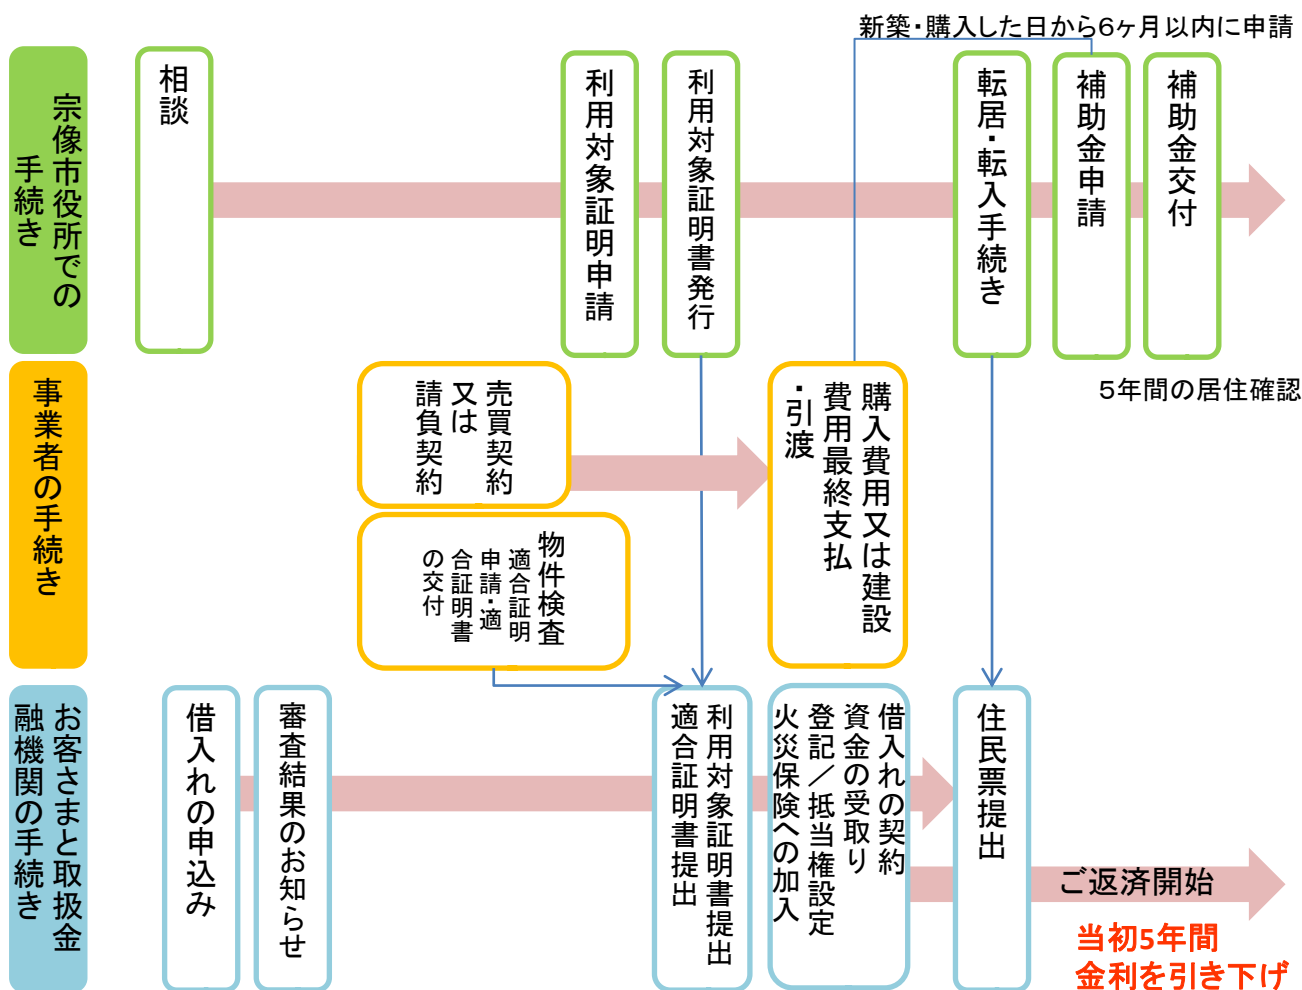 新築・購入した日から6ヶ月以内に申請
宗像市役所での
手続き
相談
利用対象証明申請
利用対象証明書発行
転居・転入手続き
補助金申請
補助金交付
5年間の居住確認
事業者の手続き
売買契約
又は
請負契約
物件検査
適合証明
申請・適
合証明書
の交付
購入費用又は建設
費用最終支払
・引渡
お客さまと取扱金
融機関の手続き
借入れの申込み
審査結果のお知らせ
利用対象証明書提出
適合証明書提出
借入れの契約
資金の受取り
登記／抵当権設定
火災保険への加入
住民票提出
ご返済開始
当初5年間
金利を引き下げ